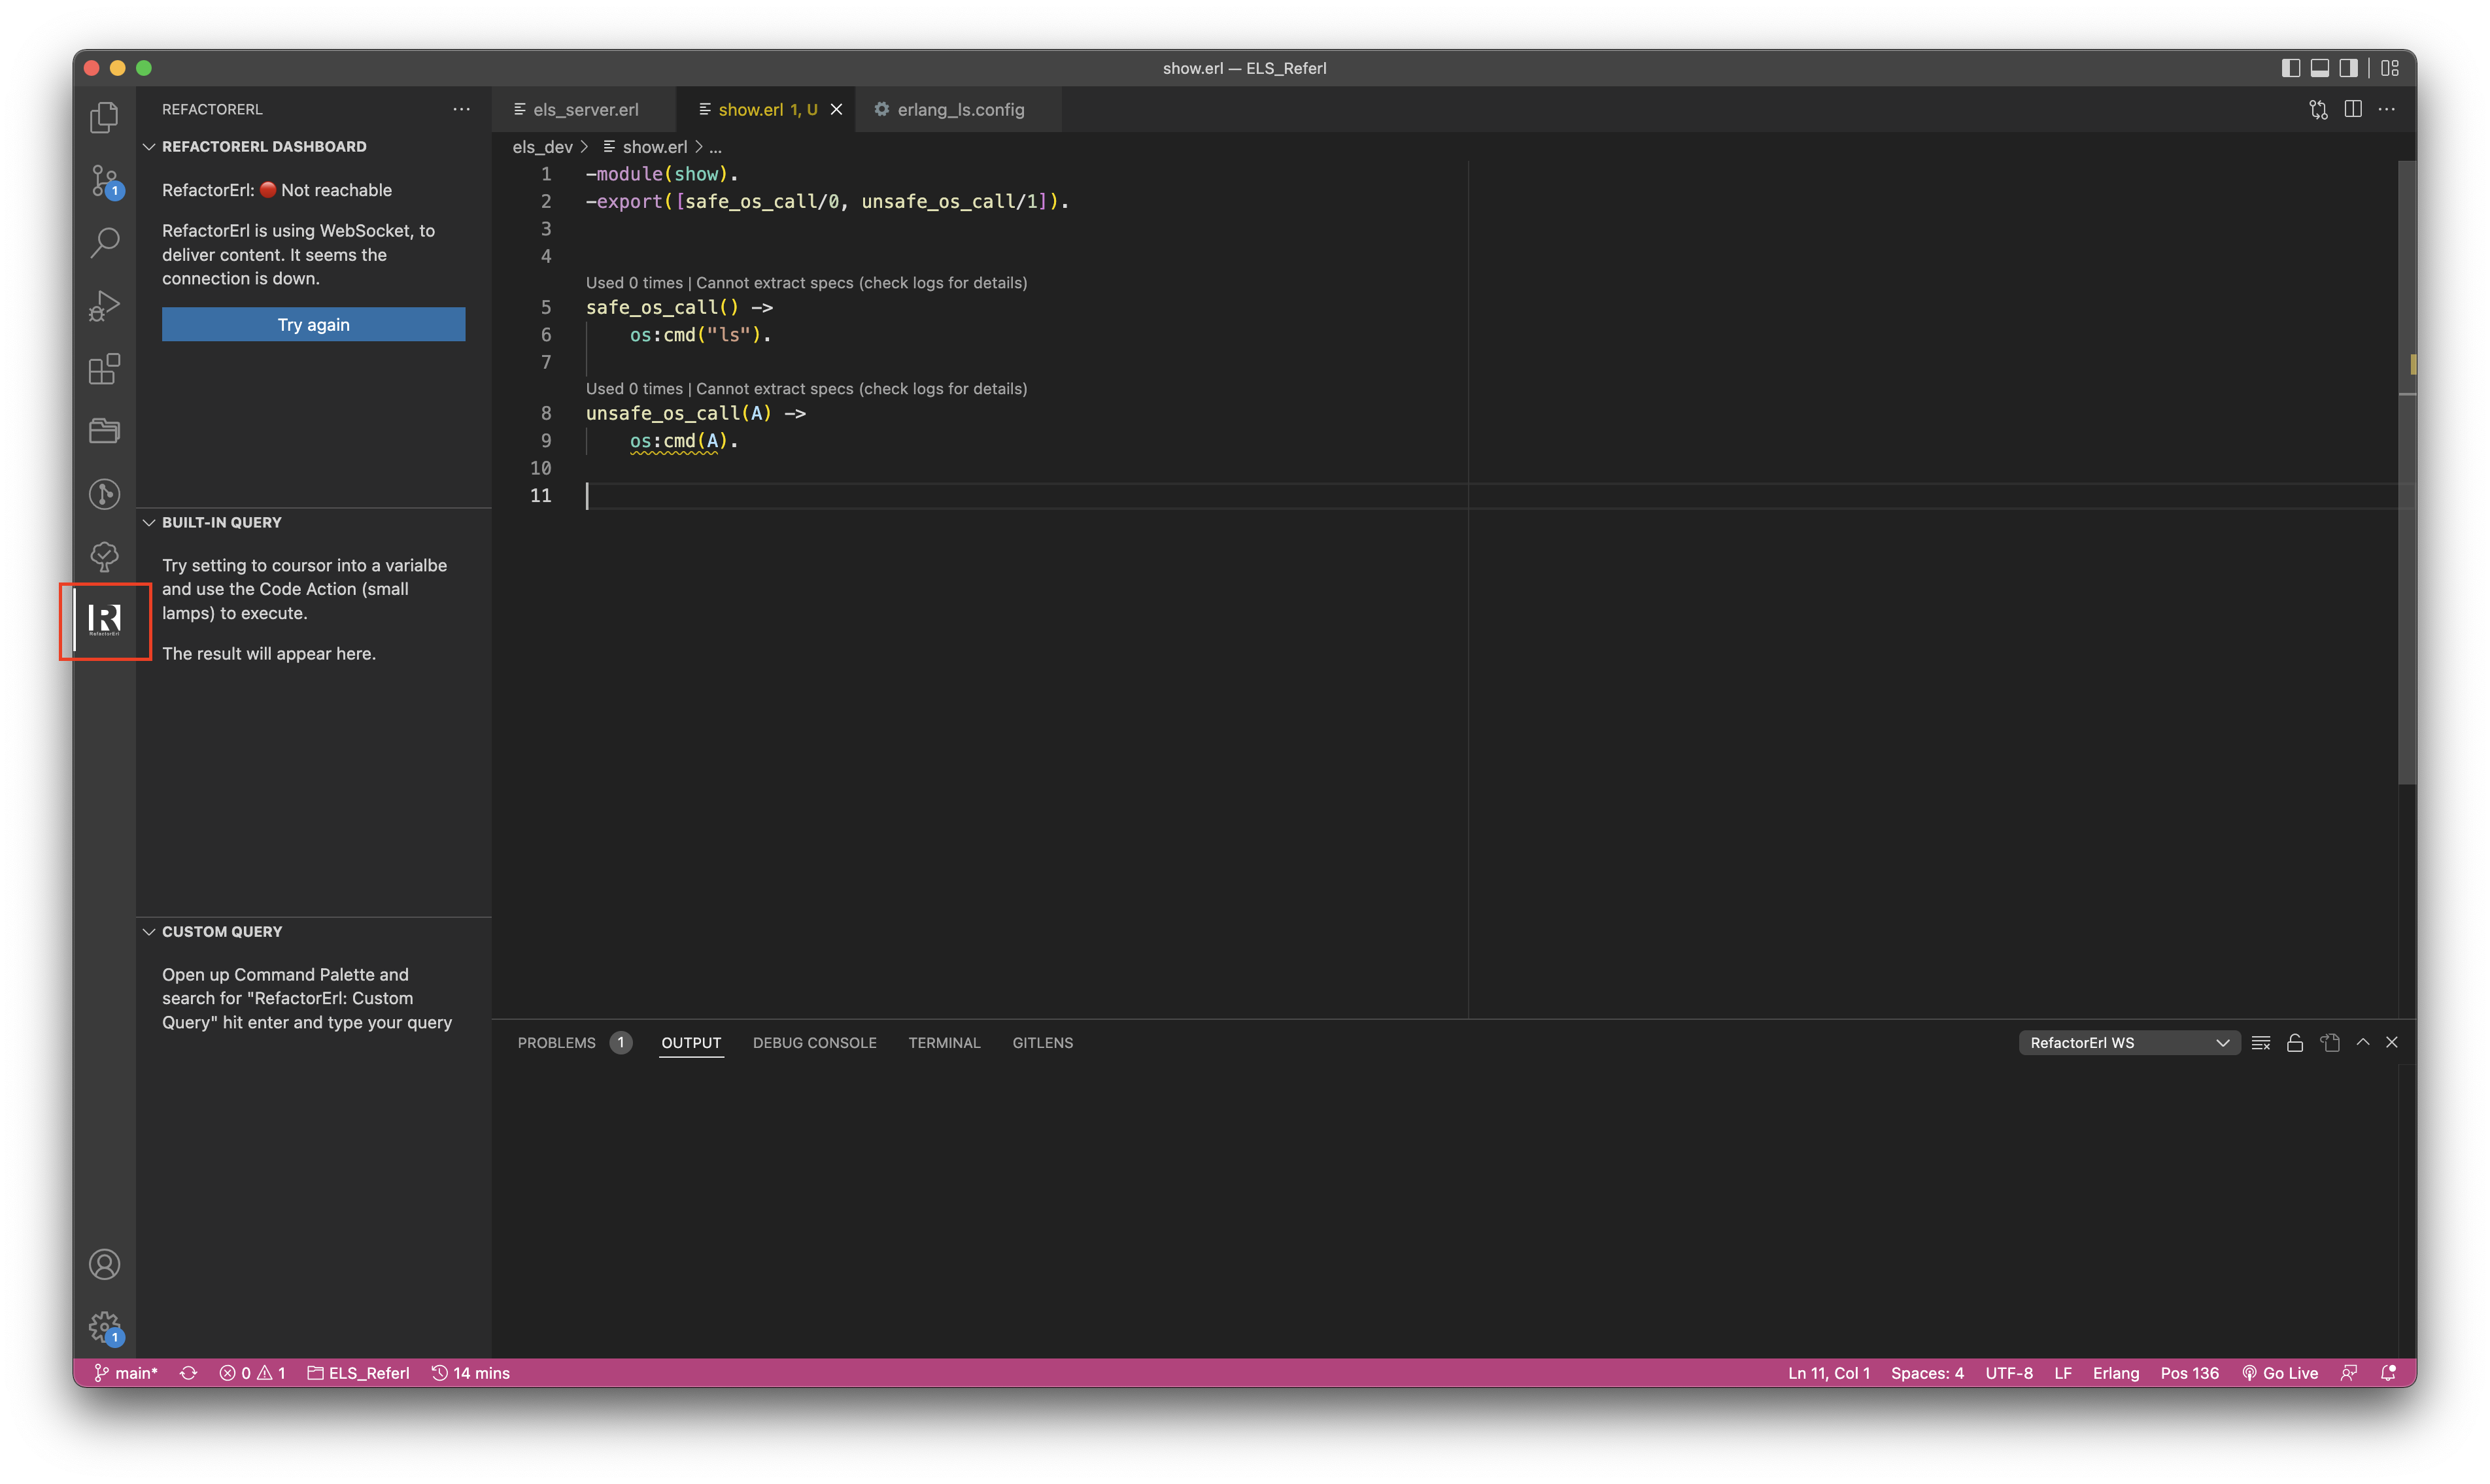 show.erl — ELS_Referl
REFACTORERL
REFACTORERL DASHBOARD
RefactorErl: Not reachable
RefactorErl is using WebSocket, to
deliver content. It seems the
connection is down.
Try again
BUILT-IN QUERY
Try setting to coursor into a varialbe
and use the Code Action (small
lamps) to execute.
The result will appear here.
CUSTOM QUERY
Open up Command Palette and
search for "RefactorErl: Custom
Query" hit enter and type your query
1
R
RefactorErl
1
els_server.erl
show.erl 1, U
erlang_ls.config
els_dev > show.erl > ...
1 -module(show).
2 -export([safe_os_call/0, unsafe_os_call/1]).
3
4
Used 0 times | Cannot extract specs (check logs for details)
5 safe_os_call() ->
6 os:cmd("ls").
7
Used 0 times | Cannot extract specs (check logs for details)
8 unsafe_os_call(A) ->
9 os:cmd(A).
10
11
PROBLEMS 1 OUTPUT DEBUG CONSOLE TERMINAL GITLENS
RefactorErl WS
main* 0 1 ELS_Referl 14 mins
Ln 11, Col 1 Spaces: 4 UTF-8 LF Erlang Pos 136 Go Live